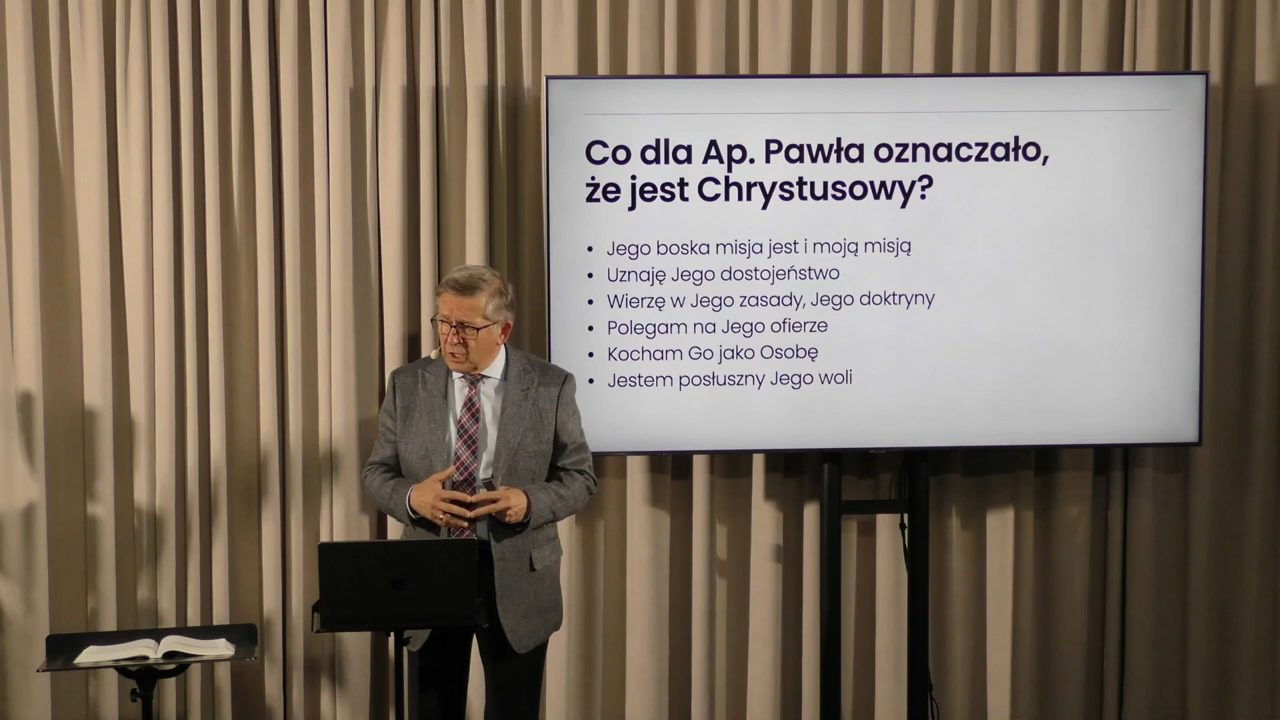 Co dla Ap. Pawła oznaczało,
że jest Chrystusowy?
• Jego boska misja jest i moją misją
• Uznaję Jego dostojeństwo
• Wierzę w Jego zasady, Jego doktryny
• Polegam na Jego ofierze
• Kocham Go jako Osobę
• Jestem posłuszny Jego woli